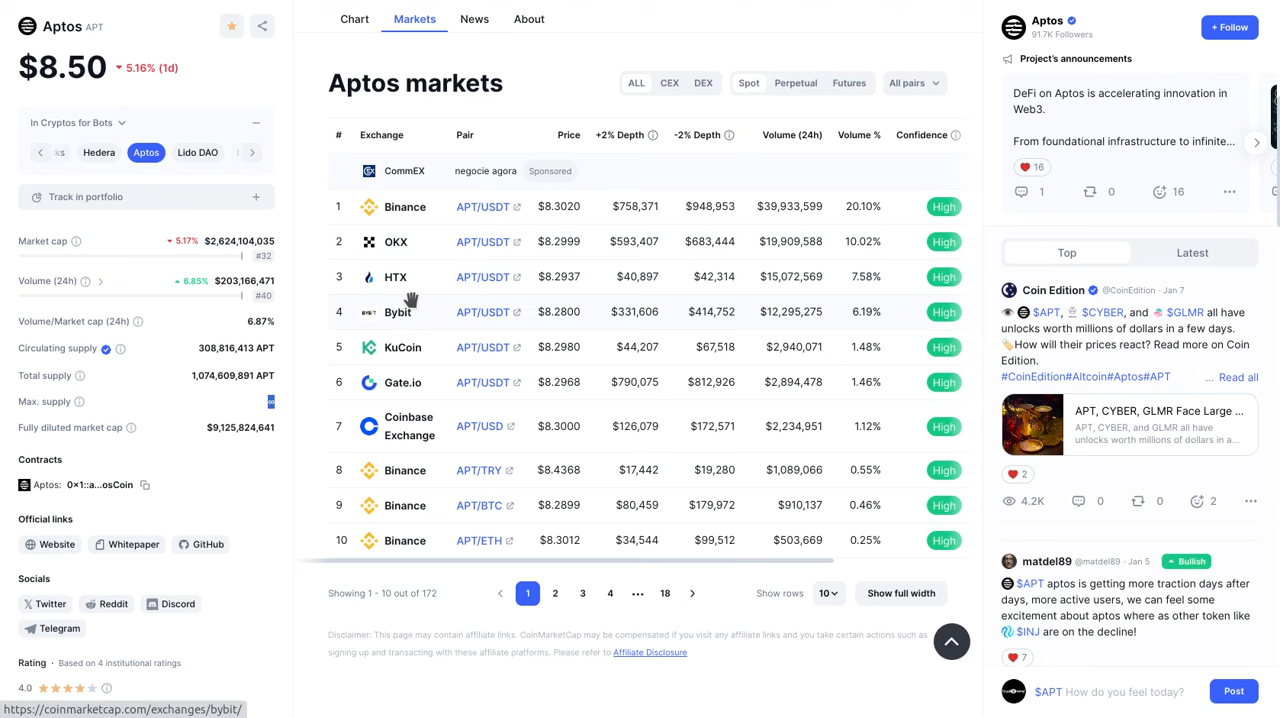 Aptos APT
$8.50 5.16% (1d)
In Cryptos for Bots
ks Hedera Aptos Lido DAO
Track in portfolio
Market cap 5.17% $2,624,104,035
#32
Volume (24h) 6.85% $203,166,471
#40
Volume/Market cap (24h) 6.87%
Circulating supply 308,816,413 APT
Total supply 1,074,609,891 APT
Max. supply ∞
Fully diluted market cap $9,125,824,641
Contracts
Aptos: 0x1::a...osCoin
Official links
Website Whitepaper GitHub
Socials
Twitter Reddit Discord
Telegram
Rating · Based on 4 institutional ratings
4.0
https://coinmarketcap.com/exchanges/bybit/
Chart Markets News About
Aptos markets
ALL CEX DEX Spot Perpetual Futures All pairs
# Exchange Pair Price +2% Depth -2% Depth Volume (24h) Volume % Confidence
CommEX negocie agora Sponsored
1 Binance APT/USDT $8.3020 $758,371 $948,953 $39,933,599 20.10% High
2 OKX APT/USDT $8.2999 $593,407 $683,444 $19,909,588 10.02% High
3 HTX APT/USDT $8.2937 $40,897 $42,314 $15,072,569 7.58% High
4 Bybit APT/USDT $8.2800 $331,606 $414,752 $12,295,275 6.19% High
5 KuCoin APT/USDT $8.2980 $44,207 $67,518 $2,940,071 1.48% High
6 Gate.io APT/USDT $8.2968 $790,075 $812,926 $2,894,478 1.46% High
7 Coinbase Exchange APT/USD $8.3000 $126,079 $172,571 $2,234,951 1.12% High
8 Binance APT/TRY $8.4368 $17,442 $19,280 $1,089,066 0.55% High
9 Binance APT/BTC $8.2899 $80,459 $179,972 $910,137 0.46% High
10 Binance APT/ETH $8.3012 $34,544 $99,512 $503,669 0.25% High
Showing 1 - 10 out of 172 1 2 3 4 ... 18 Show rows 10 Show full width
Disclaimer: This page may contain affiliate links. CoinMarketCap may be compensated if you visit any affiliate links and you take certain actions such as
signing up and transacting with these affiliate platforms. Please refer to Affiliate Disclosure
Aptos
91.7K Followers
+ Follow
Project's announcements
DeFi on Aptos is accelerating innovation in
Web3.
From foundational infrastructure to infinite...
16
1 0 16 ...
Top Latest
Coin Edition @CoinEdition · Jan 7
$APT, $CYBER, and $GLMR all have
unlocks worth millions of dollars in a few days.
How will their prices react? Read more on Coin
Edition.
#CoinEdition#Altcoin#Aptos#APT ... Read all
APT, CYBER, GLMR Face Large ...
APT, CYBER, and GLMR all have
unlocks worth millions of dollars in a...
2
4.2K 0 0 2 ...
matdel89 @matdel89 · Jan 5 Bullish
$APT aptos is getting more traction days after
days, more active users, we can feel some
excitement about aptos where as other token like
$INJ are on the decline!
7
$APT How do you feel today? Post